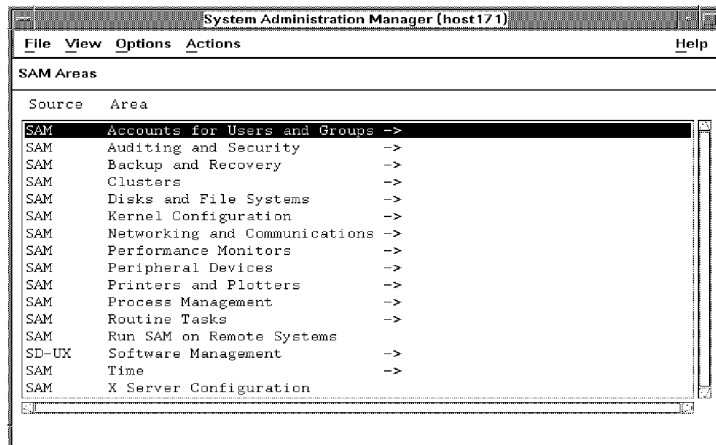 System Administration Manager (host171)
File View Options Actions Help
SAM Areas
Source Area
SAM Accounts for Users and Groups ->
SAM Auditing and Security ->
SAM Backup and Recovery ->
SAM Clusters ->
SAM Disks and File Systems ->
SAM Kernel Configuration ->
SAM Networking and Communications ->
SAM Performance Monitors ->
SAM Peripheral Devices ->
SAM Printers and Plotters ->
SAM Process Management ->
SAM Routine Tasks ->
SAM Run SAM on Remote Systems
SD-UX Software Management ->
SAM Time ->
SAM X Server Configuration